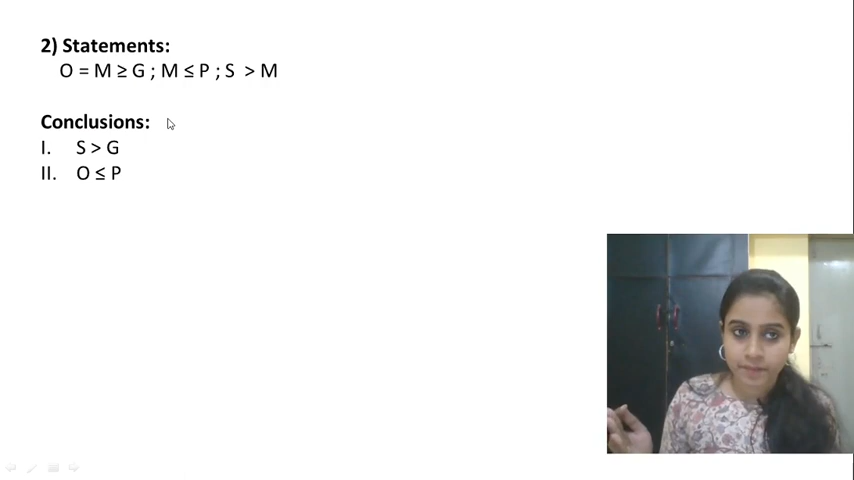 2) Statements:
O = M ≥ G ; M ≤ P ; S > M
Conclusions:
I. S > G
II. O ≤ P